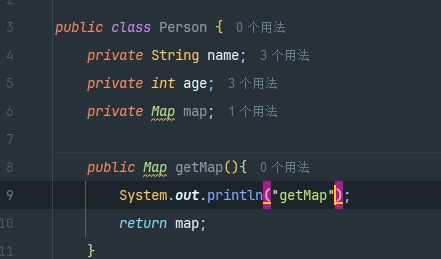 3 public class Person { 0 个用法
4 private String name; 3 个用法
5 private int age; 3 个用法
6 private Map map; 1 个用法
7
8 public Map getMap(){ 0 个用法
9 System.out.println("getMap");
10 return map;
11 }